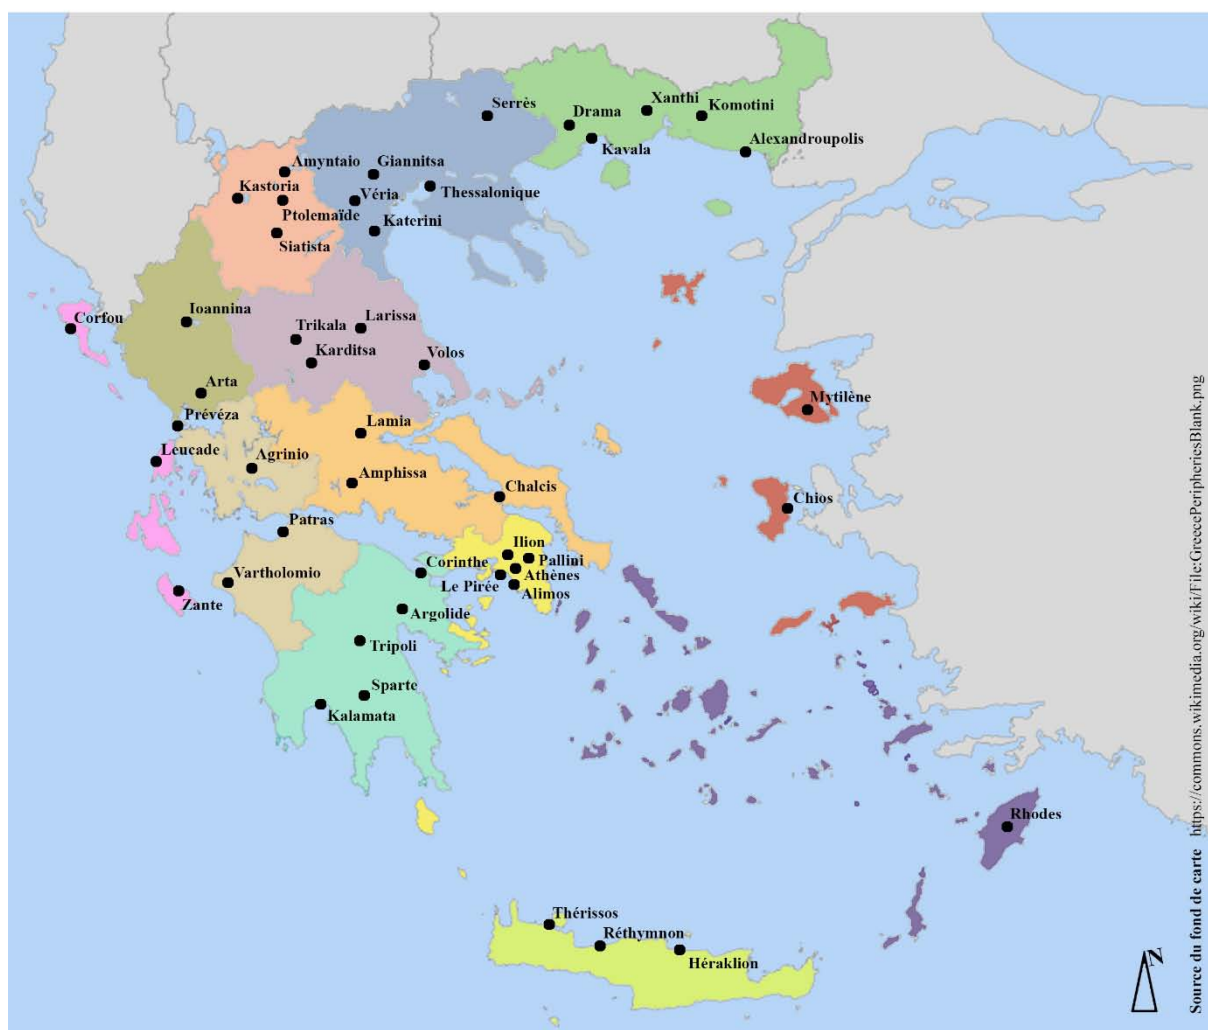 Serrès
Xanthi
Drama
Komotini
Kavala
Alexandroupolis
Amyntaio
Giannitsa
Kastoria
Véria
Thessalonique
Ptolemaïde
Katerini
Siatista
Ioannina
Corfou
Larissa
Trikala
Karditsa
Volos
Arta
Mytilène
Prévéza
Lamia
Leucade
Agrinio
Amphissa
Chalcis
Chios
Patras
Ilion
Corinthe
Pallini
Athènes
Vartholomio
Le Pirée
Alimos
Zante
Argolide
Tripoli
Sparte
Kalamata
Rhodes
Thérissos
Réthymnon
Héraklion
N
Source du fond de carte https://commons.wikimedia.org/wiki/File:GreecePeripheriesBlank.png